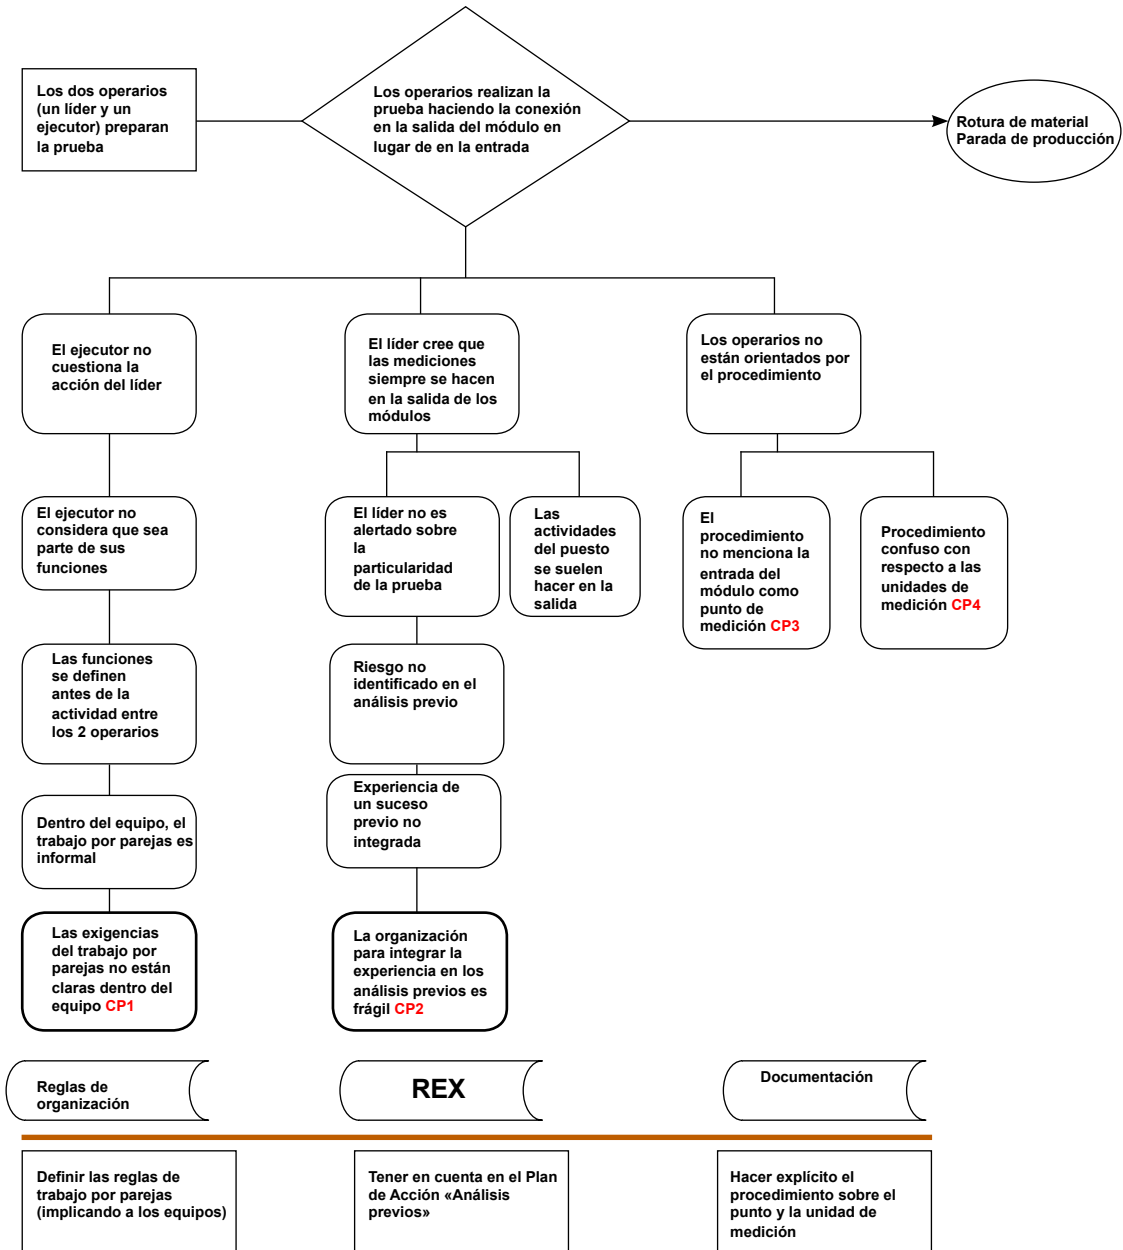 Los dos operarios
(un líder y un
ejecutor) preparan
la prueba
Los operarios realizan la
prueba haciendo la conexión
en la salida del módulo en
lugar de en la entrada
Rotura de material
Parada de producción
El ejecutor no
cuestiona la
acción del líder
El líder cree que
las mediciones
siempre se hacen
en la salida de los
módulos
Los operarios no
están orientados por
el procedimiento
El ejecutor no
considera que sea
parte de sus
funciones
El líder no es
alertado sobre
la
particularidad
de la prueba
Las
actividades
del puesto
se suelen
hacer en la
salida
El
procedimiento
no menciona la
entrada del
módulo como
punto de
medición CP3
Procedimiento
confuso con
respecto a las
unidades de
medición CP4
Las funciones
se definen
antes de la
actividad entre
los 2 operarios
Riesgo no
identificado en el
análisis previo
Dentro del equipo, el
trabajo por parejas es
informal
Experiencia de
un suceso
previo no
integrada
Las exigencias
del trabajo por
parejas no están
claras dentro del
equipo CP1
La organización
para integrar la
experiencia en los
análisis previos es
frágil CP2
Reglas de
organización
REX
Documentación
Definir las reglas de
trabajo por parejas
(implicando a los equipos)
Tener en cuenta en el Plan
de Acción «Análisis
previos»
Hacer explícito el
procedimiento sobre el
punto y la unidad de
medición